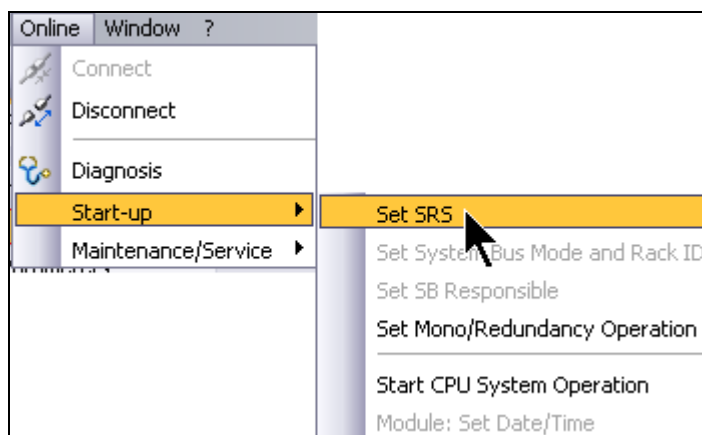 Online Window ?
Connect
Disconnect
Diagnosis
Start-up
Maintenance/Service
Set SRS
Set System Bus Mode and Rack ID
Set SB Responsible
Set Mono/Redundancy Operation
Start CPU System Operation
Module: Set Date/Time